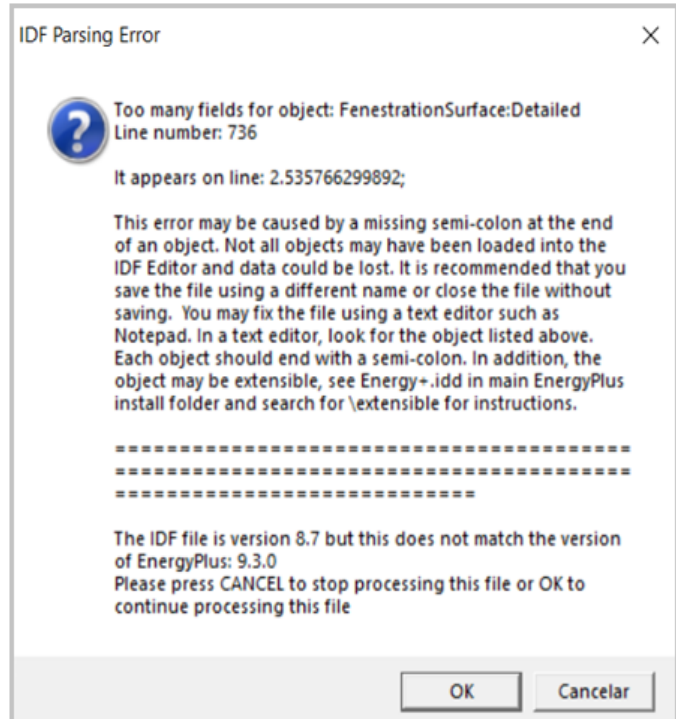 IDF Parsing Error
Too many fields for object: FenestrationSurface:Detailed
Line number: 736
It appears on line: 2.535766299892;
This error may be caused by a missing semi-colon at the end
of an object. Not all objects may have been loaded into the
IDF Editor and data could be lost. It is recommended that you
save the file using a different name or close the file without
saving.  You may fix the file using a text editor such as
Notepad. In a text editor, look for the object listed above.
Each object should end with a semi-colon. In addition, the
object may be extensible, see Energy+.idd in main EnergyPlus
install folder and search for \extensible for instructions.
========================================
========================================
============================
The IDF file is version 8.7 but this does not match the version
of EnergyPlus: 9.3.0
Please press CANCEL to stop processing this file or OK to
continue processing this file
OK Cancelar